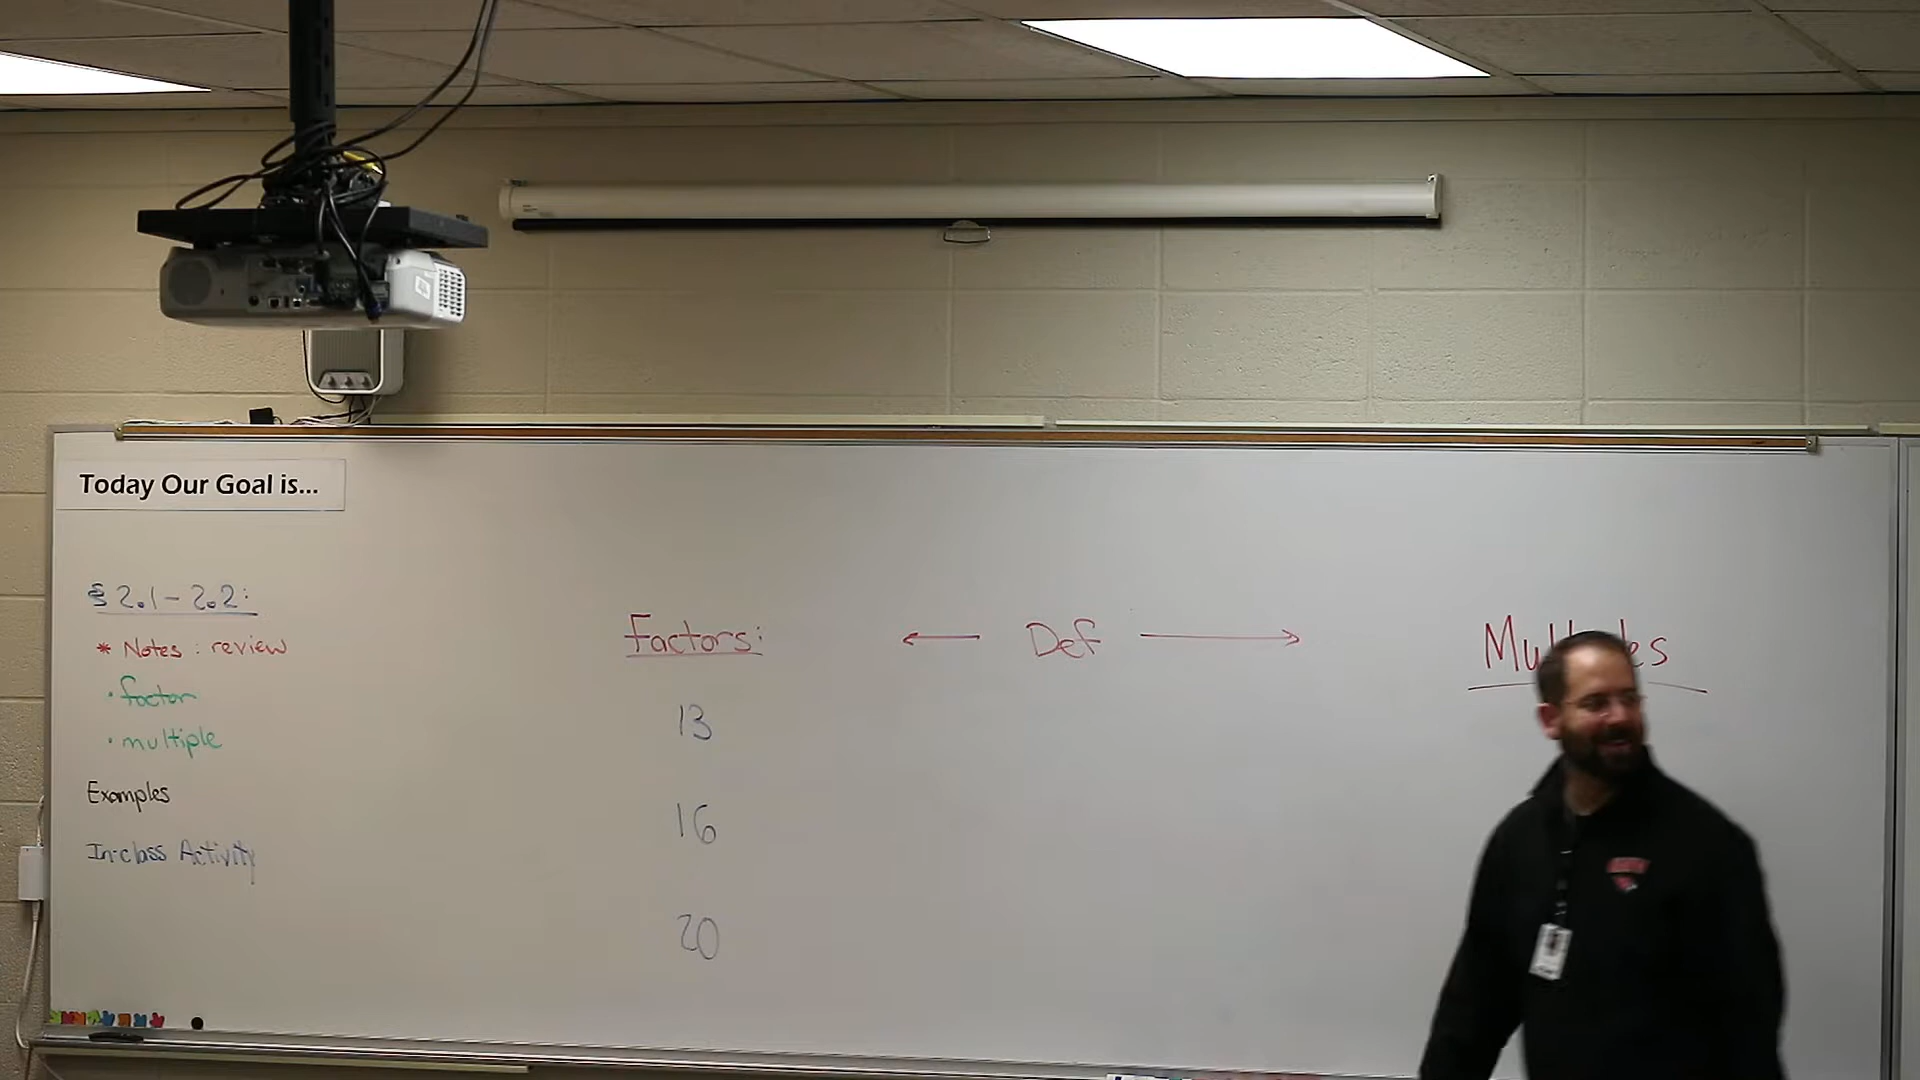 Today Our Goal is...
§ 2.1 - 2.2:
* Notes: review
• factor
• multiple
Examples
In-class Activity
Factors: ← Def →
13
16
20